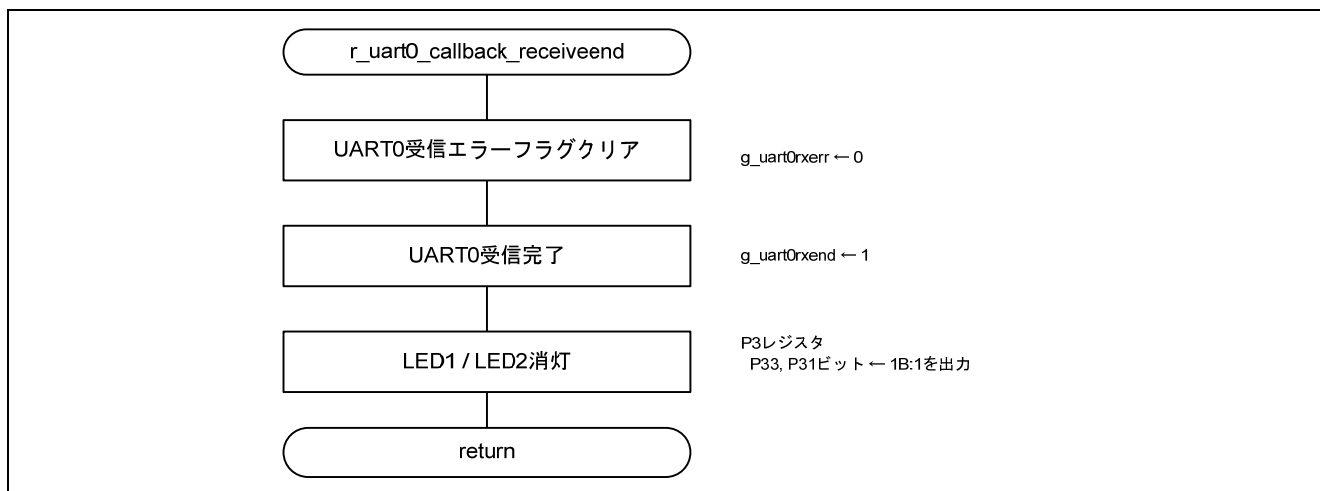 r_uart0_callback_receiveend
UART0受信エラーフラグクリア
g_uart0rxerr ← 0
UART0受信完了
g_uart0rxend ← 1
LED1 / LED2消灯
P3レジスタ
P33, P31ビット ← 1B:1を出力
return